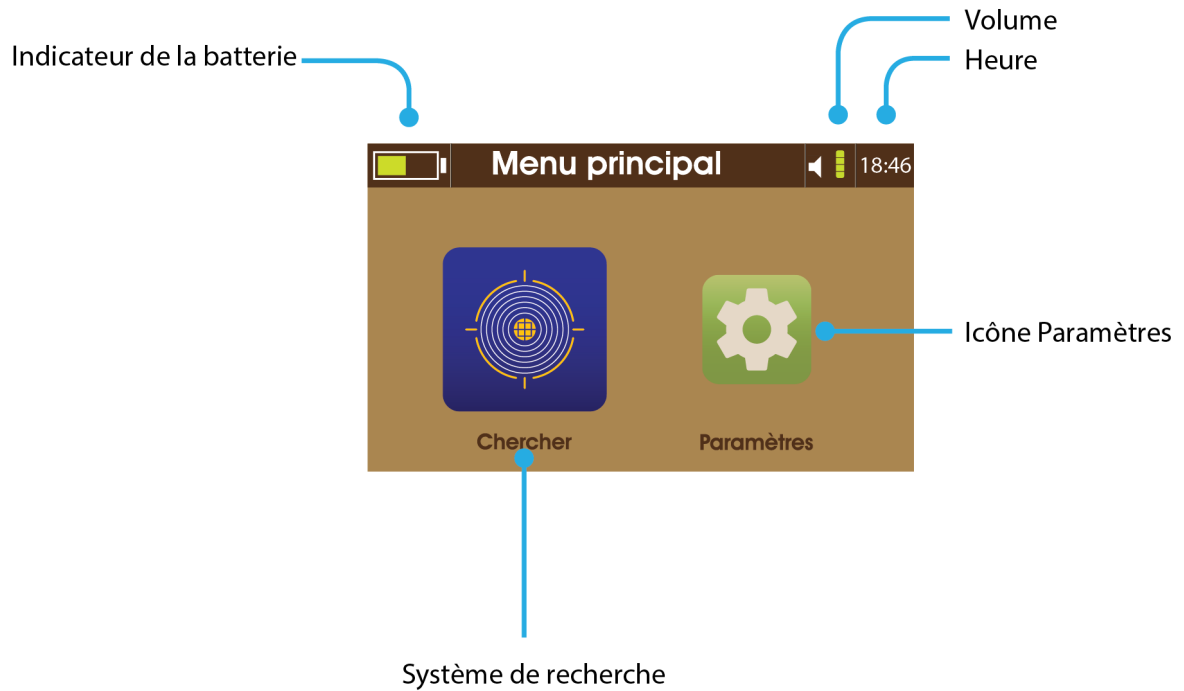 Volume
Indicateur de la batterie
Heure
Menu principal
18:46
Icône Paramètres
Chercher
Paramètres
Système de recherche